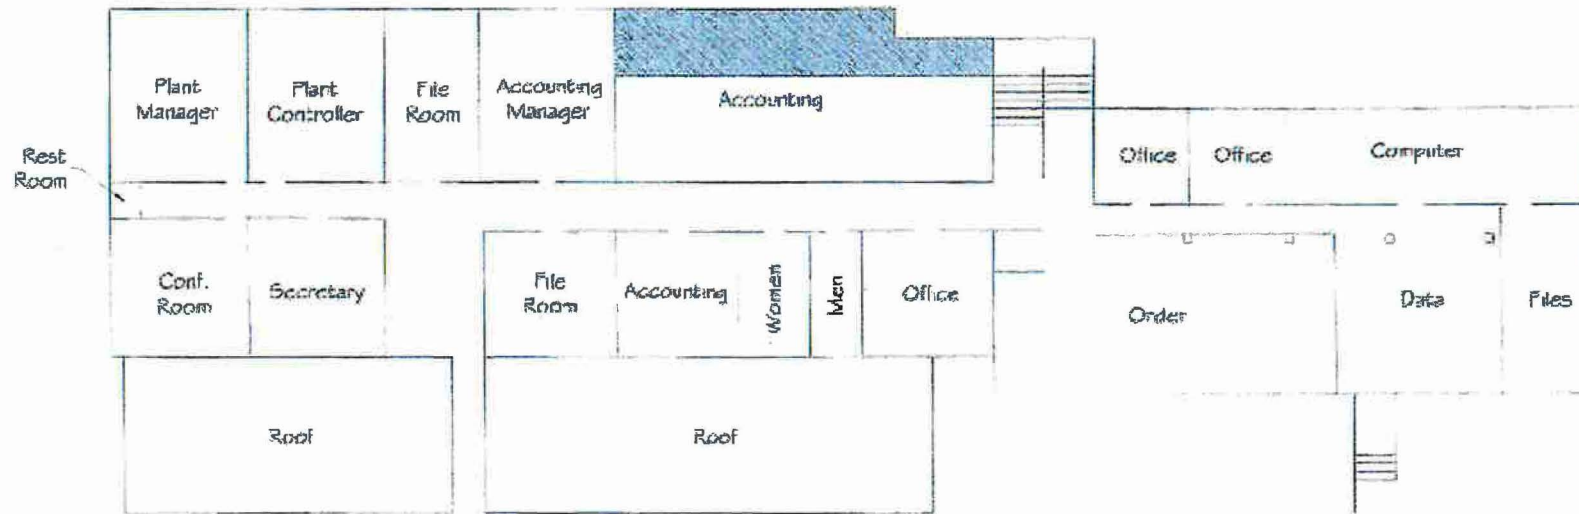 Plant
Manager
Plant
Controller
File
Room
Accounting
Manager
Accounting
Office
Office
Computer
Rest
Room
Conf.
Room
Secretary
File
Room
Accounting
Women
Men
Office
Order
Data
Files
Roof
Roof